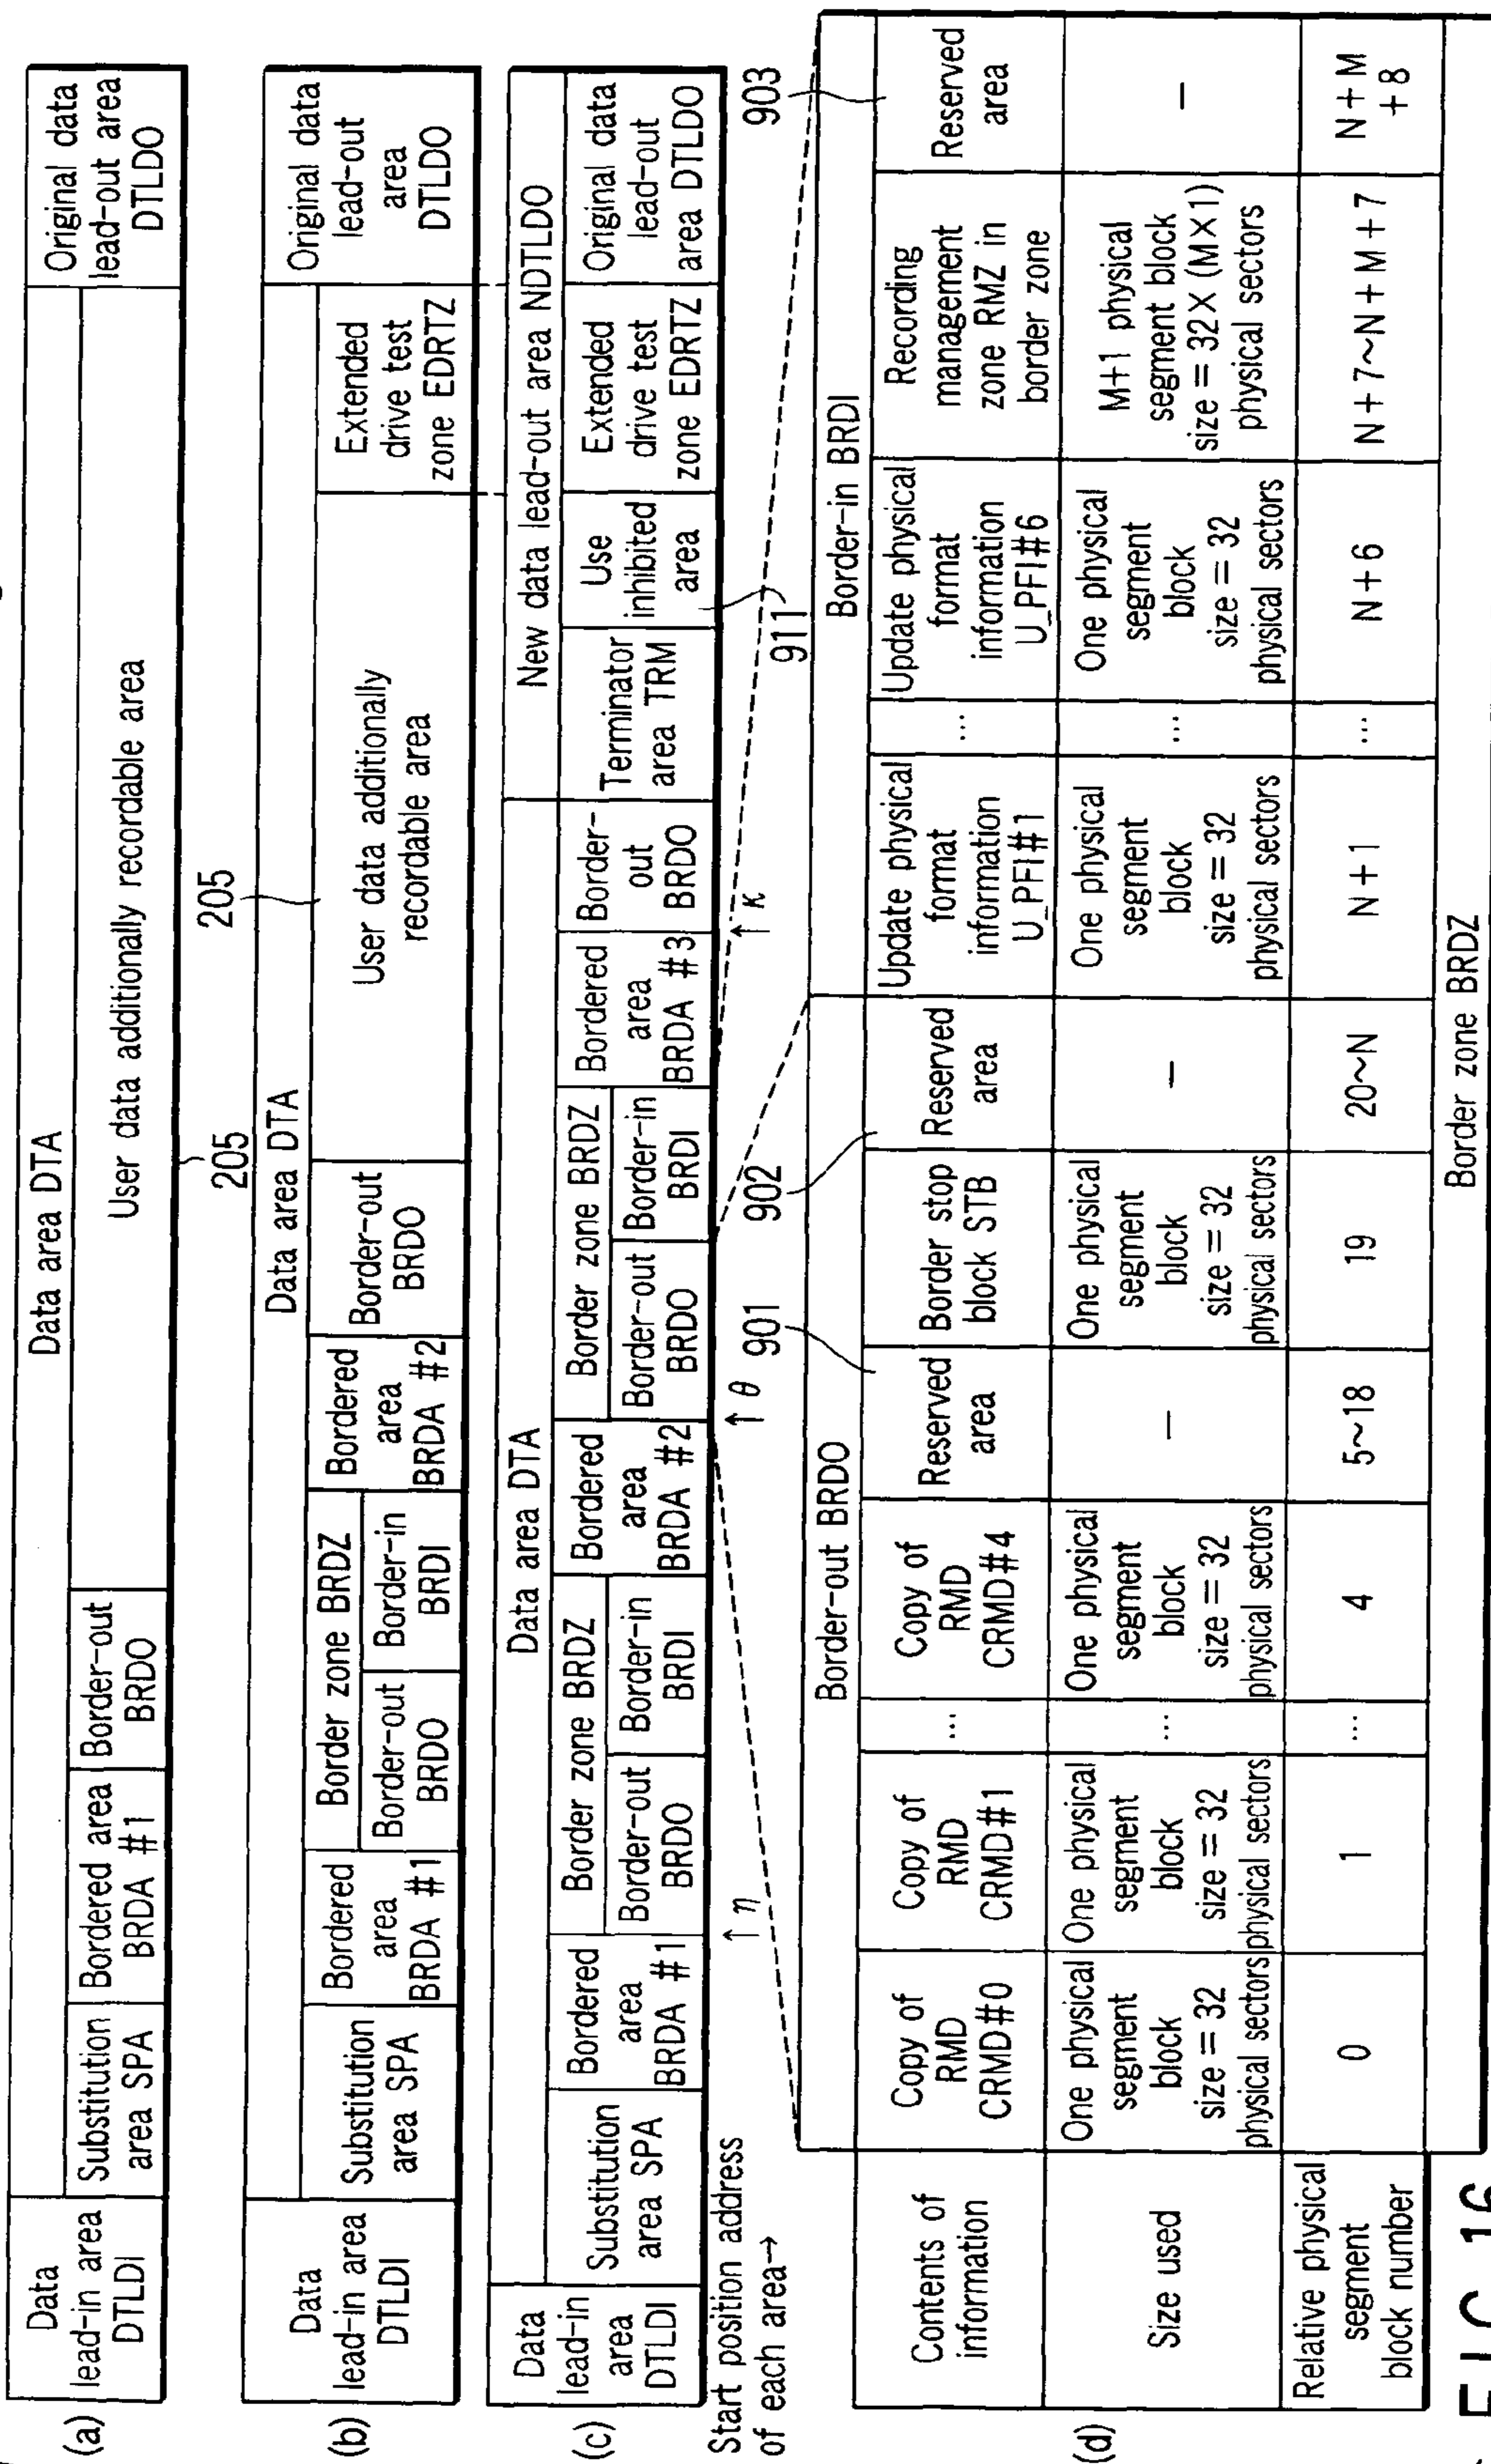 (a)
Data
lead-in area
DTLDI
Data area DTA
Substitution
area SPA
Bordered area
BRDA #1
Border-out
BRDO
User data additionally recordable area
Original data
lead-out area
DTLDO
205
205
(b)
Data
lead-in area
DTLDI
Data area DTA
Substitution
area SPA
Bordered
area
BRDA #1
Border zone BRDZ
Border-out
BRDO
Border-in
BRDI
Bordered
area
BRDA #2
Border-out
BRDO
User data additionally
recordable area
Extended
drive test
zone EDRTZ
Original data
lead-out
area
DTLDO
(c)
Data
lead-in
area
DTLDI
Data area DTA
Substitution
area SPA
Bordered
area
BRDA #1
Border zone BRDZ
Border-out
BRDO
Border-in
BRDI
Bordered
area
BRDA #2
Border zone BRDZ
Border-out
BRDO
Border-in
BRDI
Bordered
area
BRDA #3
Border-
out
BRDO
New data lead-out area NDTLDO
Terminator
area TRM
Use
inhibited
area
Extended
drive test
zone EDRTZ
Original data
lead-out
area DTLDO
Start position address
of each area→
↑ η
↑ θ
↑ κ
901
902
911
903
(d)
Border-out BRDO
Border-in BRDI
Contents of
information
Copy of
RMD
CRMD#0
Copy of
RMD
CRMD#1
...
Copy of
RMD
CRMD#4
Reserved
area
Border stop
block STB
Reserved
area
Update physical
format
information
U_PFI#1
...
Update physical
format
information
U_PFI#6
Recording
management
zone RMZ in
border zone
Reserved
area
Size used
One physical
segment
block
size = 32
physical sectors
One physical
segment
block
size = 32
physical sectors
...
One physical
segment
block
size = 32
physical sectors
—
One physical
segment
block
size = 32
physical sectors
—
One physical
segment
block
size = 32
physical sectors
...
One physical
segment
block
size = 32
physical sectors
M+1 physical
segment block
size = 32×(M×1)
physical sectors
—
Relative physical
segment
block number
0
1
...
4
5~18
19
20~N
N+1
...
N+6
N+7~N+M+7
N+M
+8
Border zone BRDZ
FIG. 16